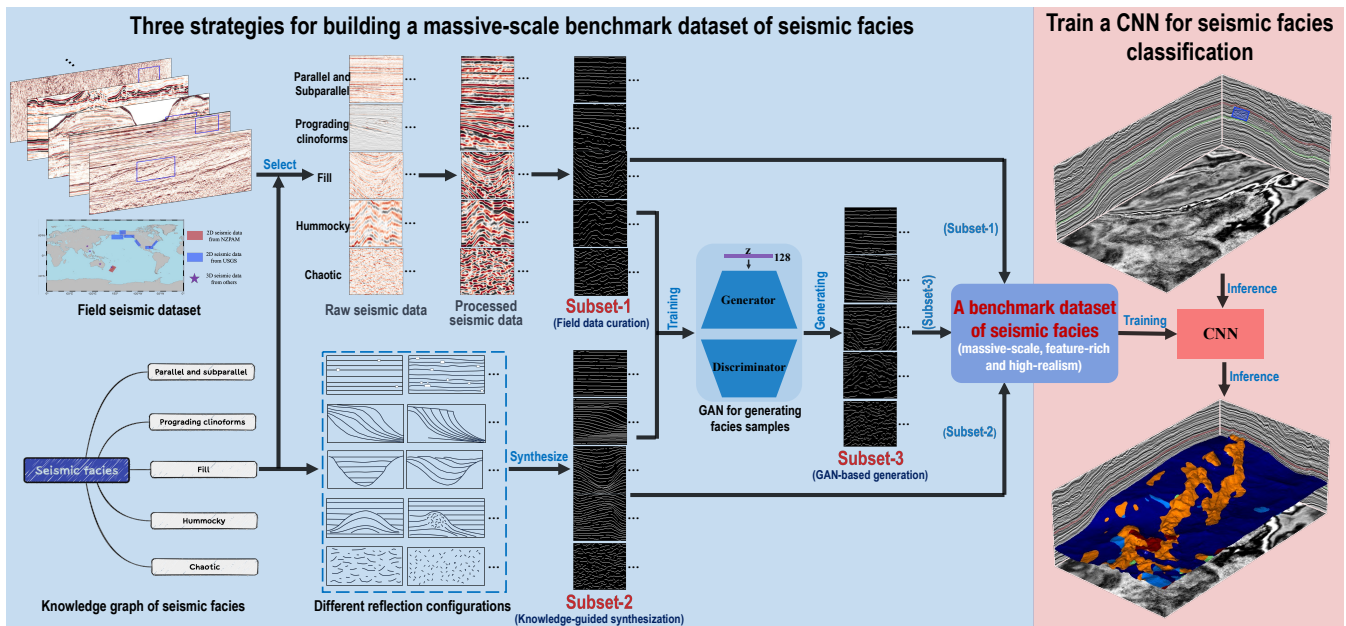 Three strategies for building a massive-scale benchmark dataset of seismic facies
Train a CNN for seismic facies
classification
...
Parallel and
Subparallel
...
...
...
Prograding
clinoforms
...
...
...
Select
Fill
...
...
...
Hummocky
...
...
...
Chaotic
...
...
...
2D seismic data
from NZPAM
2D seismic data
from USGS
3D seismic data
from others
Field seismic dataset
Raw seismic data
Processed
seismic data
Subset-1
(Field data curation)
Training
Z
128
Generator
Discriminator
GAN for generating
facies samples
Generating
...
...
...
...
...
Subset-3
(GAN-based generation)
(Subset-1)
(Subset-3)
(Subset-2)
A benchmark dataset
of seismic facies
(massive-scale, feature-rich
and high-realism)
Training
Inference
CNN
Inference
Seismic facies
Parallel and subparallel
Prograding clinoforms
Fill
Hummocky
Chaotic
Knowledge graph of seismic facies
...
...
...
...
...
Different reflection configurations
Synthesize
...
...
...
...
...
Subset-2
(Knowledge-guided synthesization)